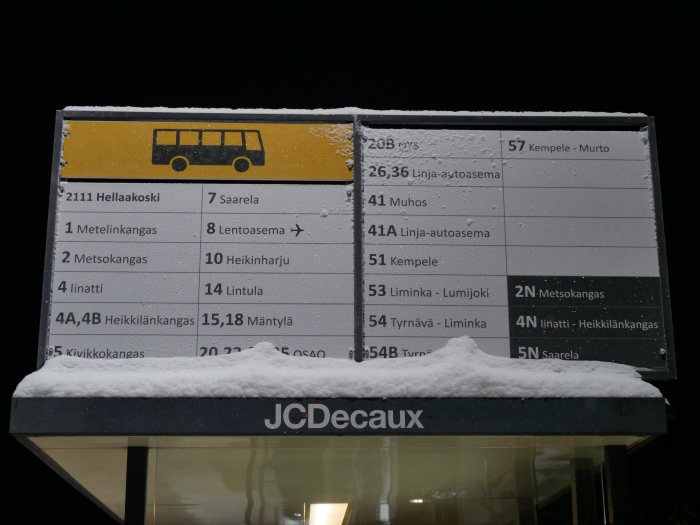 2111 Hellaakoski
1 Metelinkangas
2 Metsokangas
4 Iinatti
4A,4B Heikkilänkangas
5 Kivikkokangas
7 Saarela
8 Lentoasema
10 Heikinharju
14 Lintula
15,18 Mäntylä
20,22 OSAO
20B OYS
26,36 Linja-autoasema
41 Muhos
41A Linja-autoasema
51 Kempele
53 Liminka - Lumijoki
54 Tyrnävä - Liminka
54B
57 Kempele - Murto
2N Metsokangas
4N Iinatti - Heikkilänkangas
5N Saarela
JCDecaux